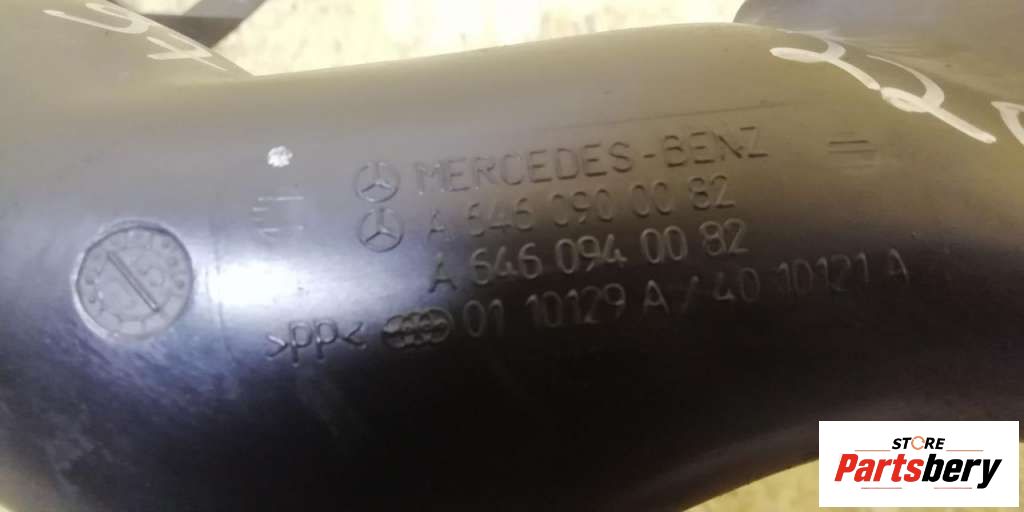 MERCEDES-BENZ
A 646 090 00 82
A 646 094 00 82
>PP< 01 10129 A / 40 10121 A
STORE
Partsbery